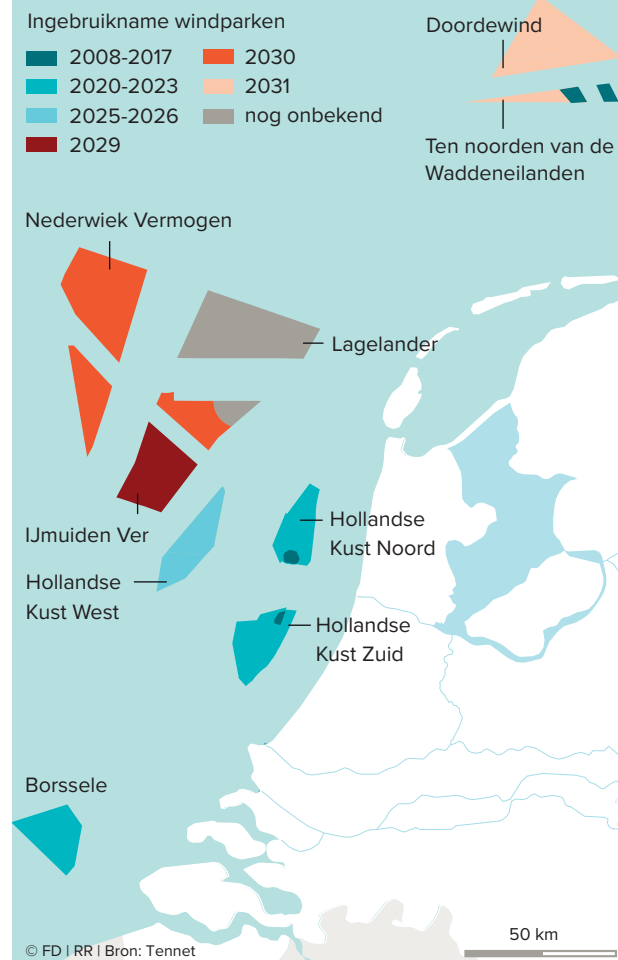 Ingebruikname windparken
2008-2017
2020-2023
2025-2026
2029
2030
2031
nog onbekend
Doordewind
Ten noorden van de
Waddeneilanden
Nederwiek Vermogen
Lagelander
IJmuiden Ver
Hollandse
Kust Noord
Hollandse
Kust West
Hollandse
Kust Zuid
Borssele
50 km
© FD | RR | Bron: Tennet